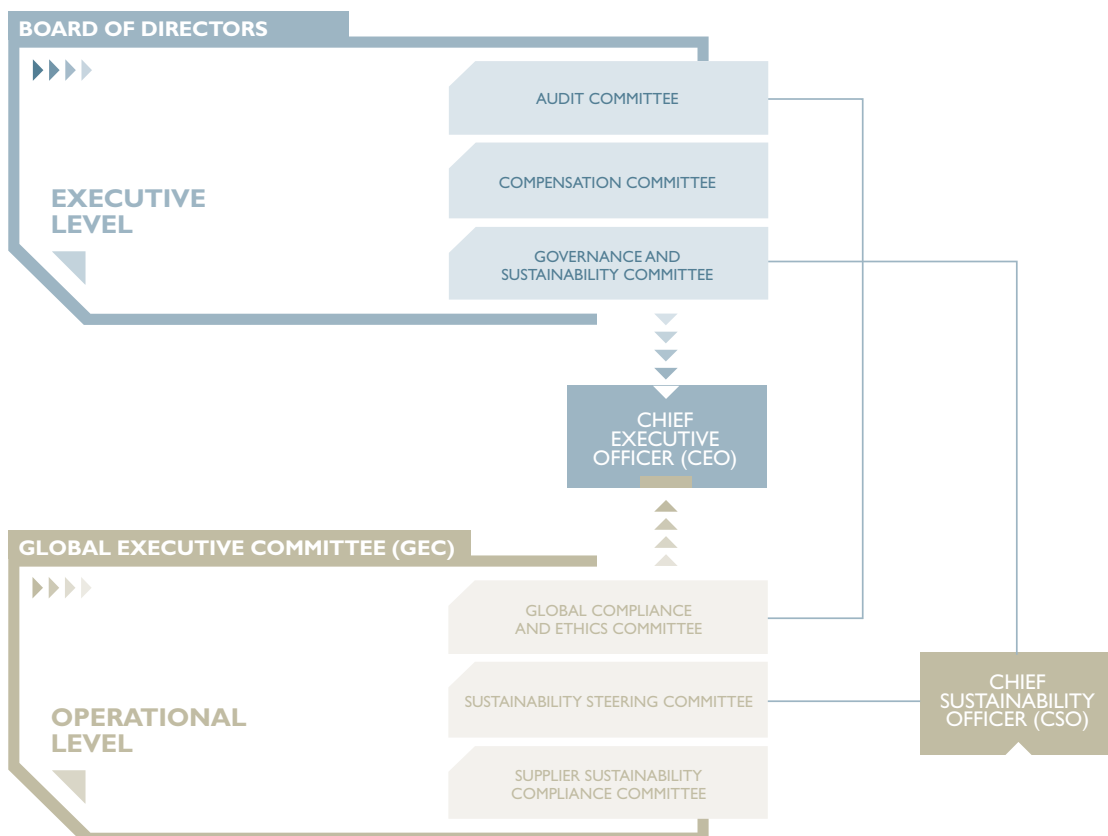 BOARD OF DIRECTORS
AUDIT COMMITTEE
COMPENSATION COMMITTEE
EXECUTIVE
LEVEL
GOVERNANCE AND
SUSTAINABILITY COMMITTEE
CHIEF
EXECUTIVE
OFFICER (CEO)
GLOBAL EXECUTIVE COMMITTEE (GEC)
GLOBAL COMPLIANCE
AND ETHICS COMMITTEE
SUSTAINABILITY STEERING COMMITTEE
CHIEF
SUSTAINABILITY
OFFICER (CSO)
OPERATIONAL
LEVEL
SUPPLIER SUSTAINABILITY
COMPLIANCE COMMITTEE